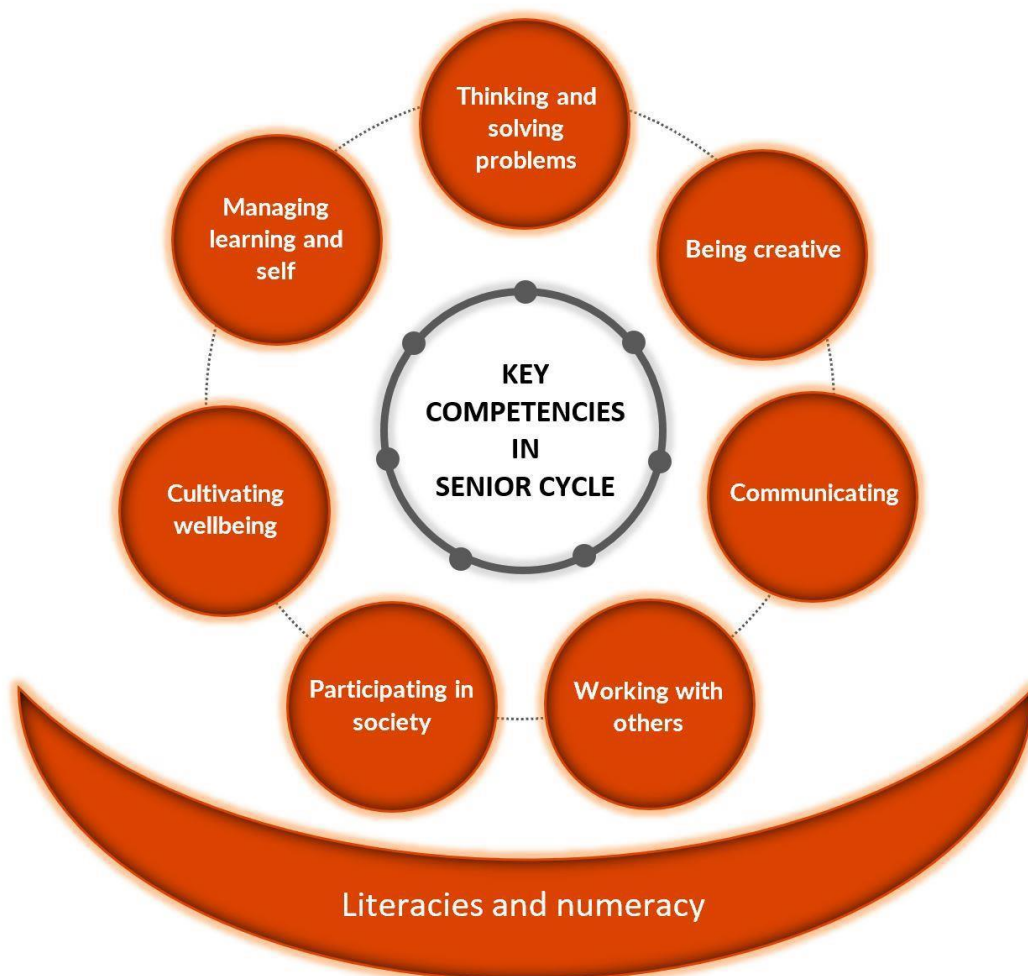 Thinking and
solving
problems
Being creative
Communicating
Working with
others
Participating in
society
Cultivating
wellbeing
Managing
learning and
self
KEY
COMPETENCIES
IN
SENIOR CYCLE
Literacies and numeracy